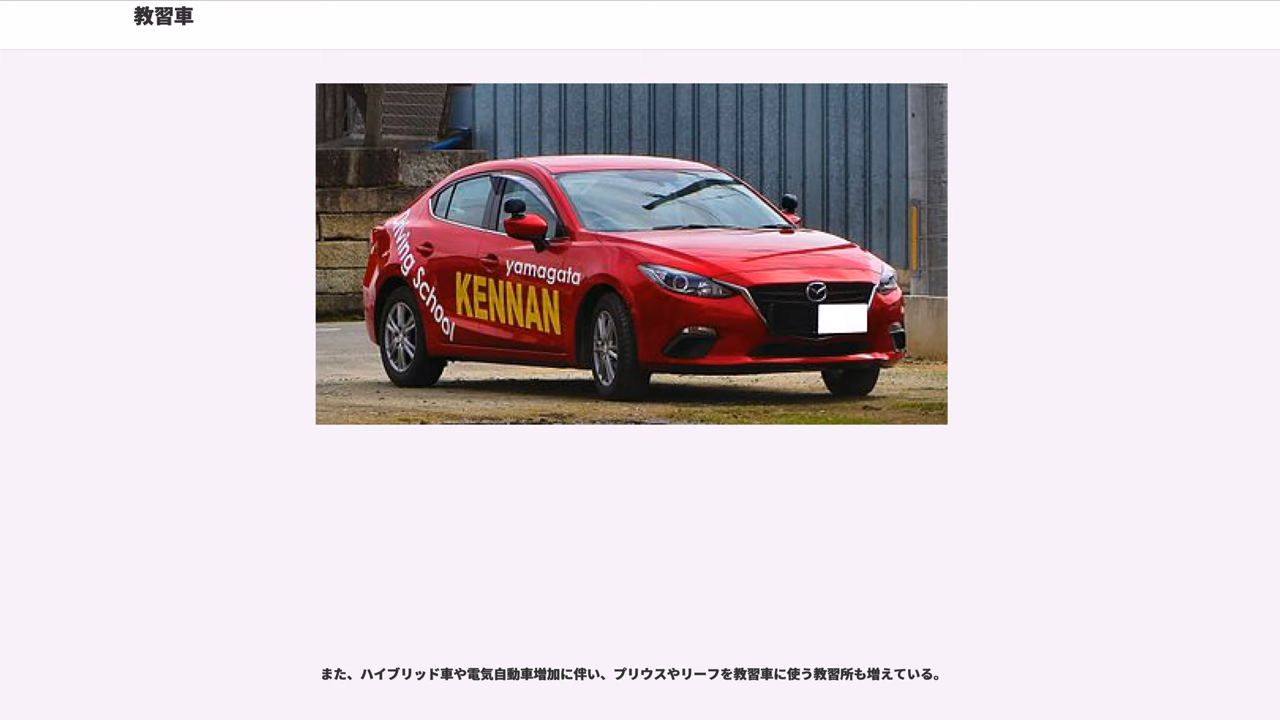 教習車
yamagata
KENNAN
Driving School
また、ハイブリッド車や電気自動車増加に伴い、プリウスやリーフを教習車に使う教習所も増えている。